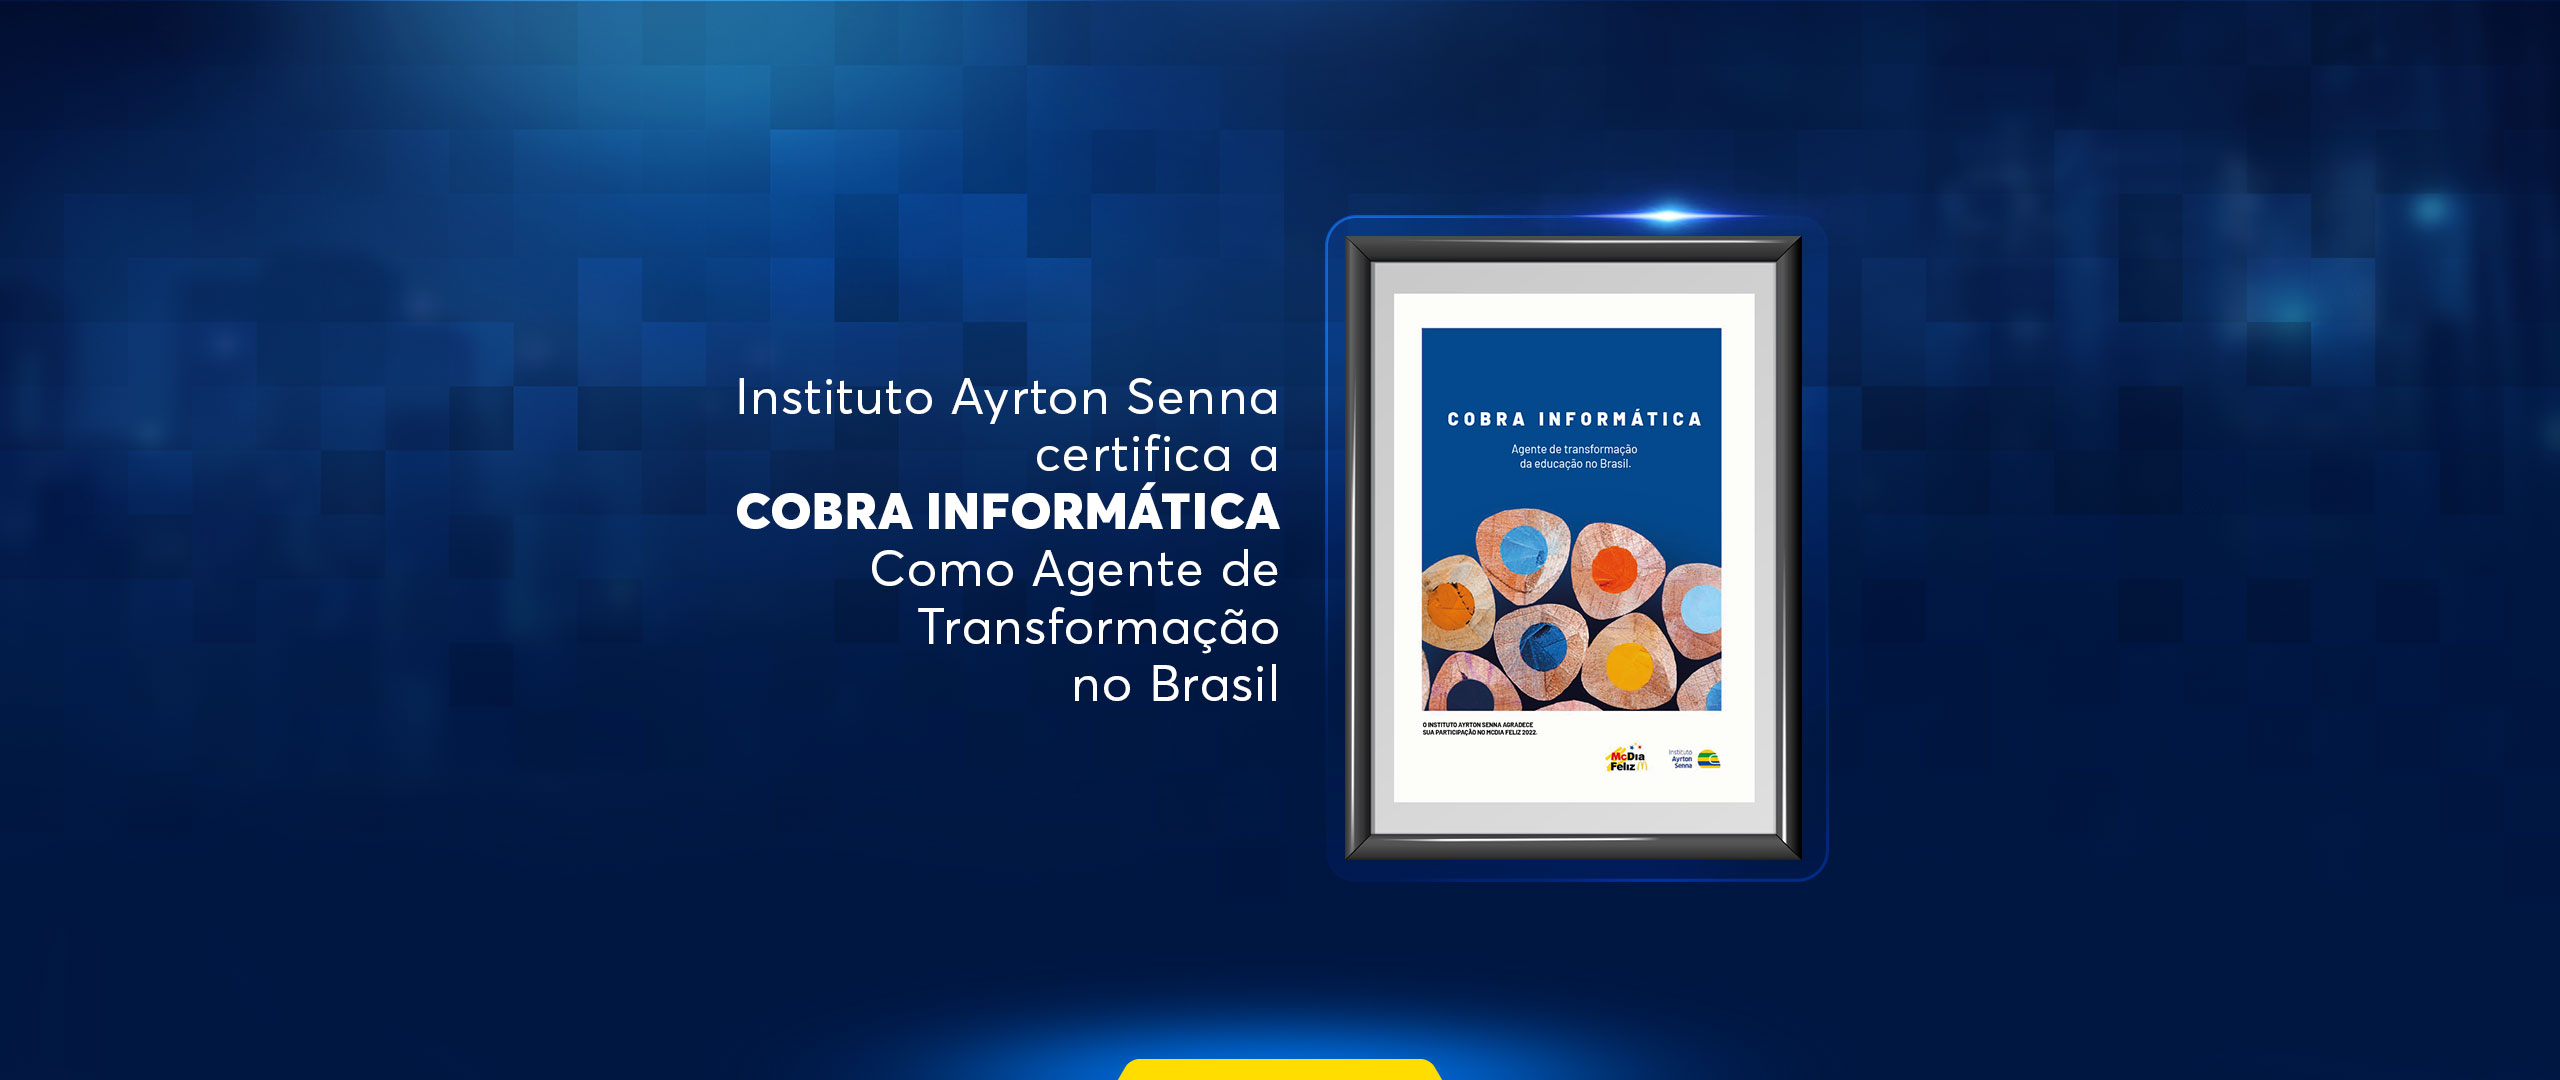 Instituto Ayrton Senna
certifica a
COBRA INFORMÁTICA
Como Agente de
Transformação
no Brasil
COBRA INFORMÁTICA
Agente de transformação
da educação no Brasil.
O INSTITUTO AYRTON SENNA AGRADECE
SUA PARTICIPAÇÃO NO MCDIA FELIZ 2022.
McDia
Feliz
Instituto
Ayrton
Senna